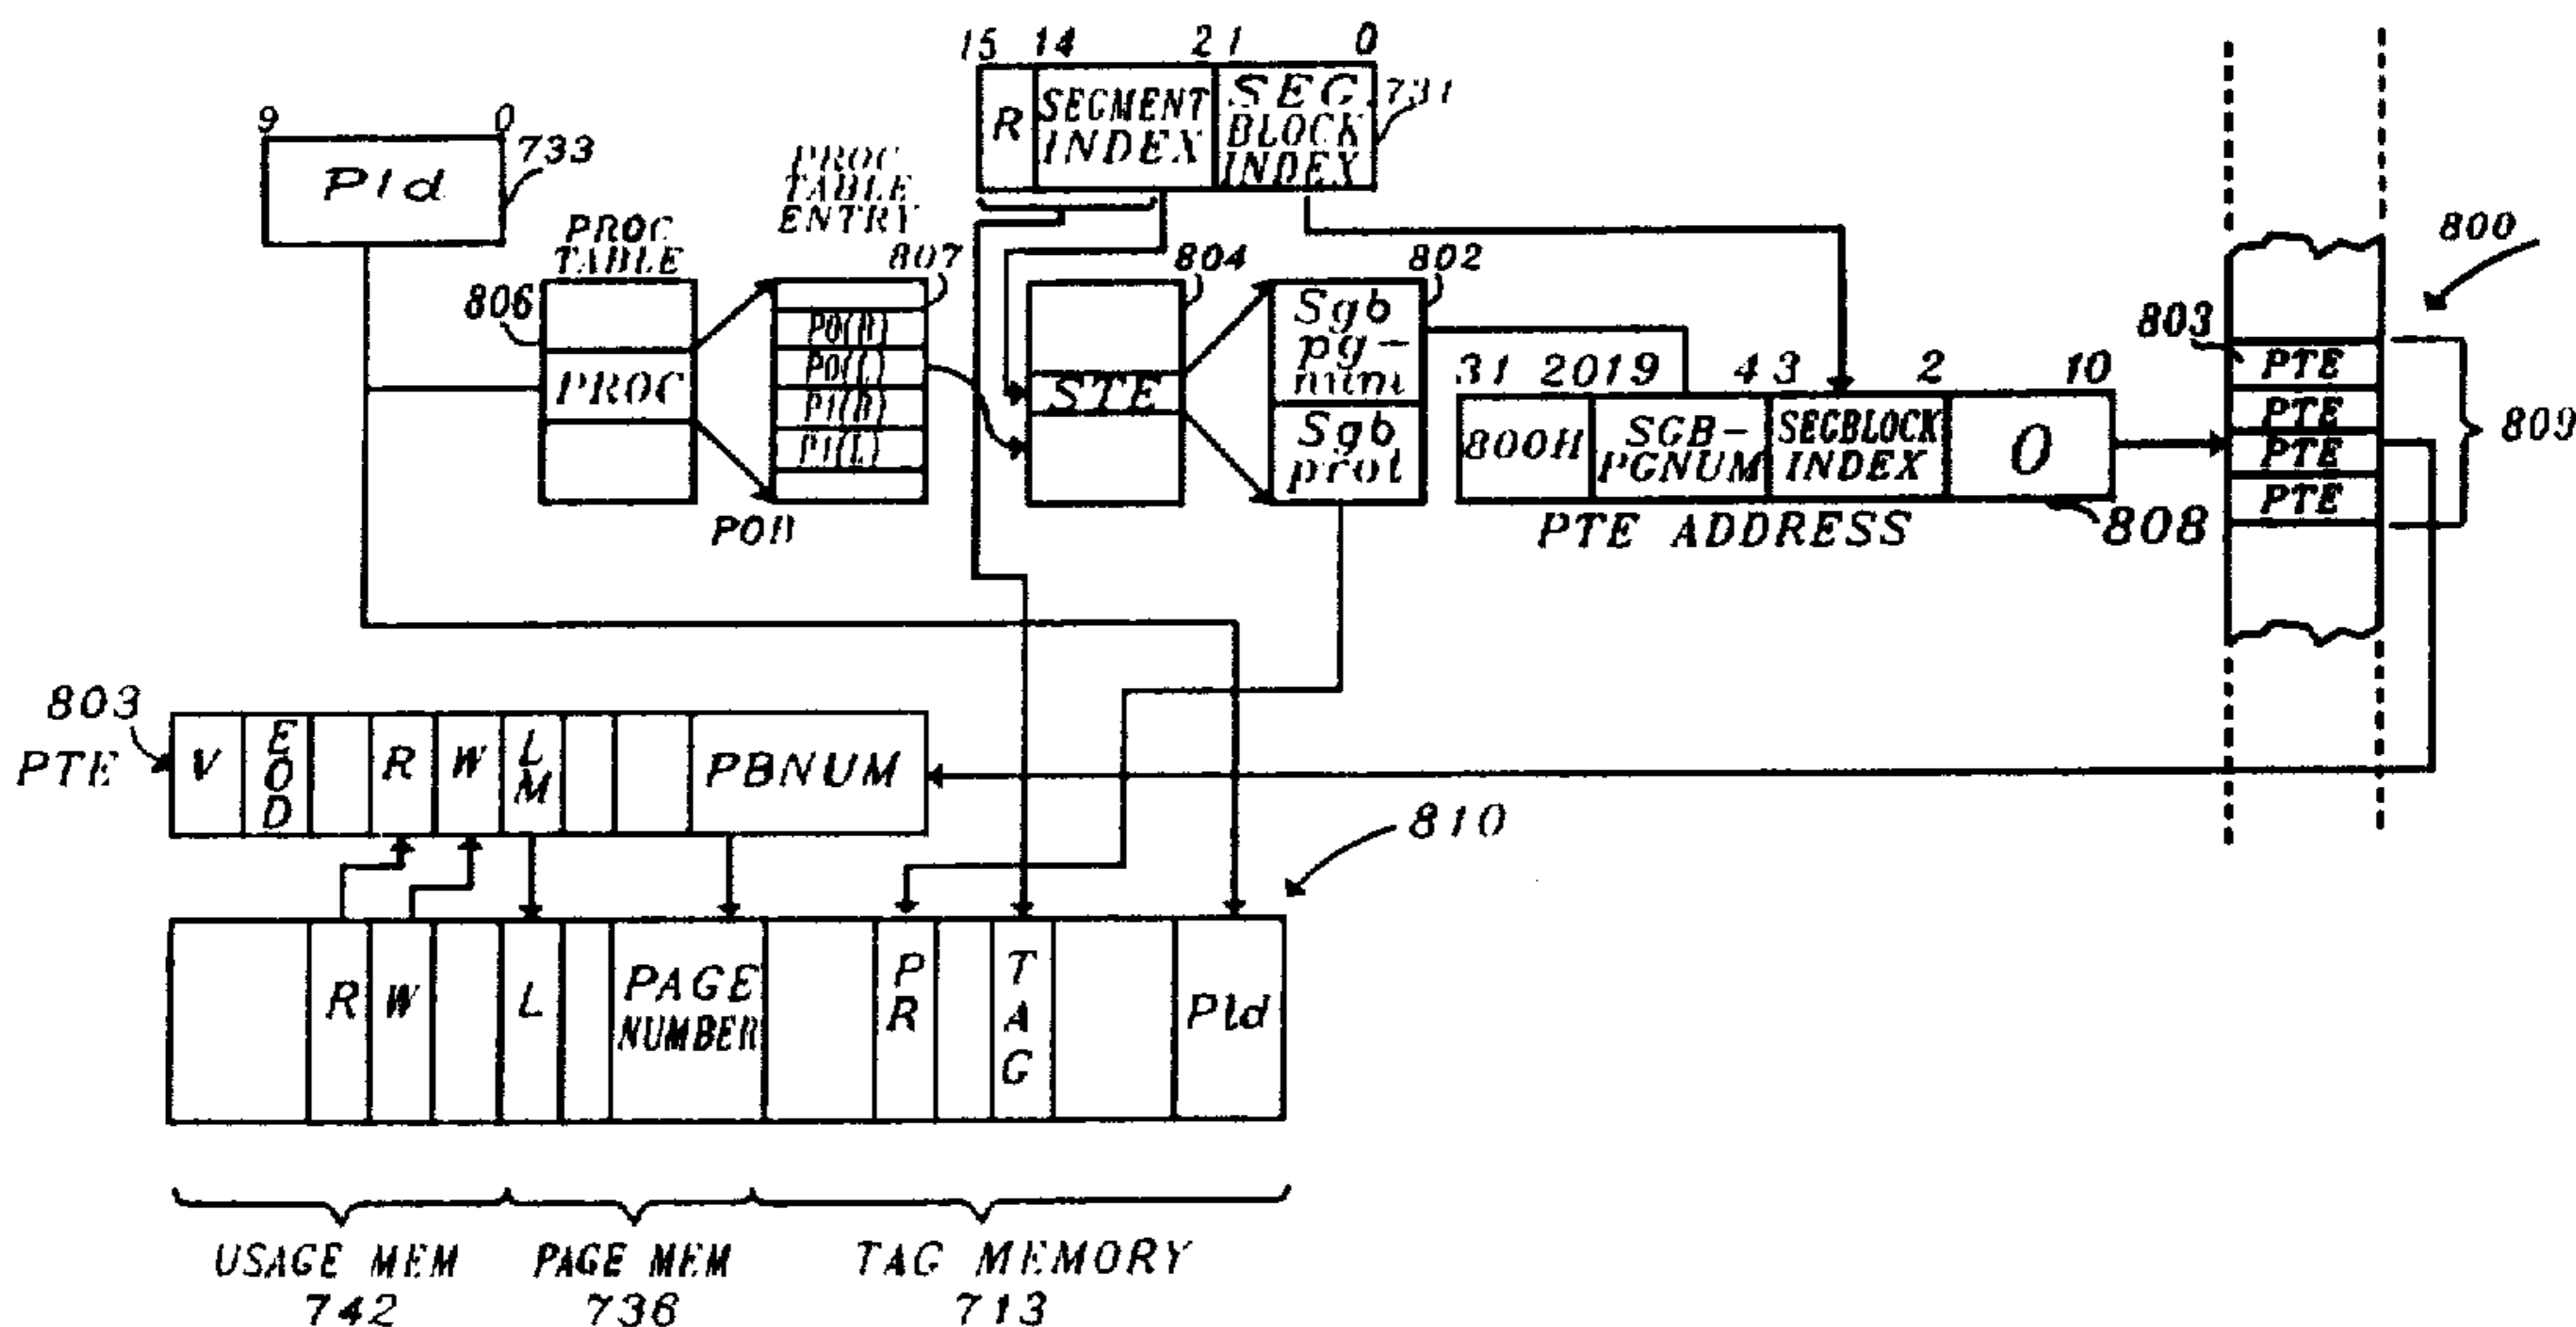 15 14 2 1 0
R SEGMENT INDEX SEG. BLOCK INDEX 731
9 0
PId 733
PROC TABLE
PROC TABLE ENTRY
806 PROC
807
PO(R)
PO(L)
P1(R)
P1(L)
804
STE
802
Sgb pg-
Sgb prot
31 20 19 4 3 2 1 0
800H SGB-PGNUM SEGBLOCK INDEX 0
PTE ADDRESS 808
800
803
PTE
PTE
PTE
PTE
809
803
PTE
V EOD R W LM PBNUM
810
R W L PAGE NUMBER PR TAG PId
USAGE MEM PAGE MEM TAG MEMORY
742 736 713